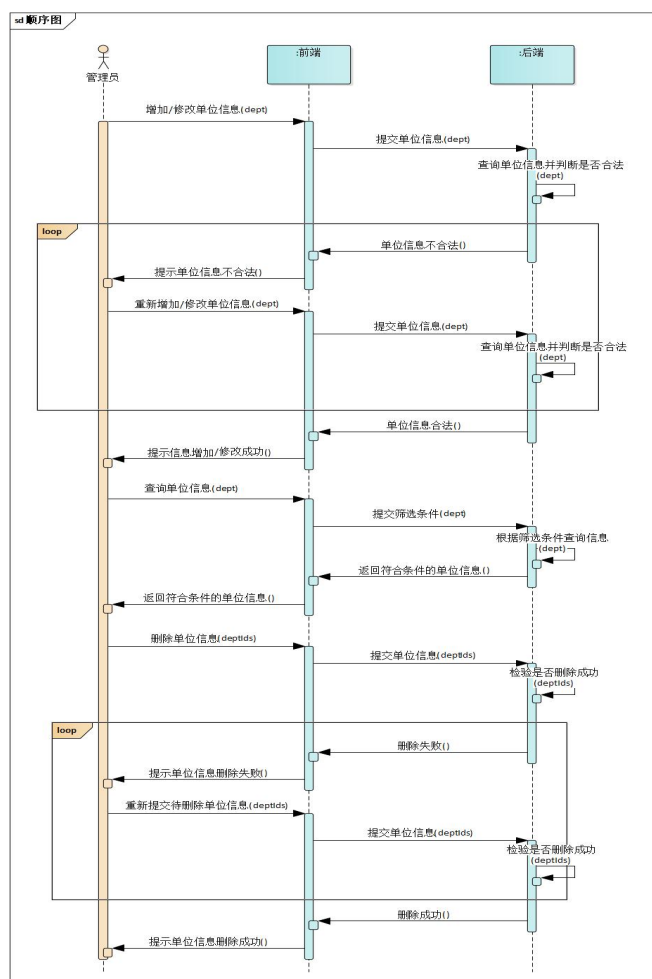 sd 顺序图
:前端
:后端
管理员
增加/修改单位信息(dept)
提交单位信息(dept)
查询单位信息并判断是否合法
(dept)
loop
单位信息不合法()
提示单位信息不合法()
重新增加/修改单位信息(dept)
提交单位信息(dept)
查询单位信息并判断是否合法
(dept)
单位信息合法()
提示信息增加/修改成功()
查询单位信息(dept)
提交筛选条件(dept)
根据筛选条件查询信息
(dept)
返回符合条件的单位信息()
返回符合条件的单位信息()
删除单位信息(deptIds)
提交单位信息(deptIds)
检验是否删除成功
(deptIds)
loop
删除失败()
提示单位信息删除失败()
重新提交待删除单位信息(deptIds)
提交单位信息(deptIds)
检验是否删除成功
(deptIds)
删除成功()
提示单位信息删除成功()